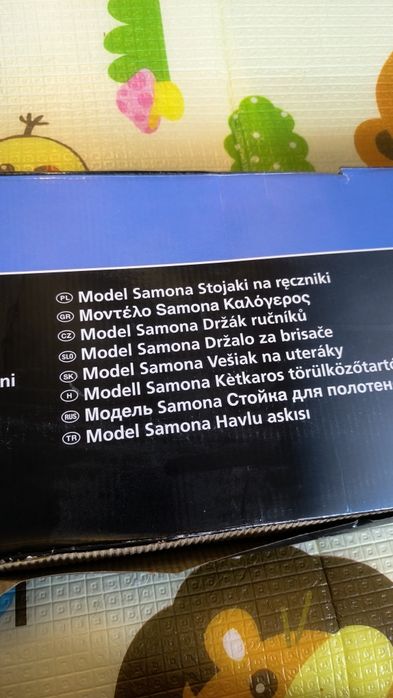 PL Model Samona Stojaki na ręczniki
GR Μοντέλο Samona Καλόγερος
CZ Model Samona Držák ručníků
SLO Model Samona Držalo za brisače
SK Model Samona Vešiak na uteráky
ni
H Modell Samona Kètkaros törülközőtartó
RUS Модель Samona Стойка для полотен
TR Model Samona Havlu askısı